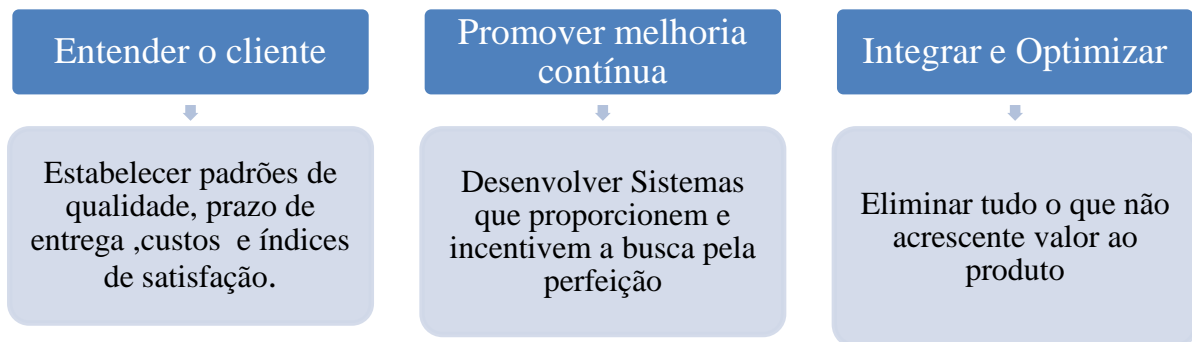 Entender o cliente
Estabelecer padrões de
qualidade, prazo de
entrega ,custos e índices
de satisfação.
Promover melhoria
contínua
Desenvolver Sistemas
que proporcionem e
incentivem a busca pela
perfeição
Integrar e Optimizar
Eliminar tudo o que não
acrescente valor ao
produto